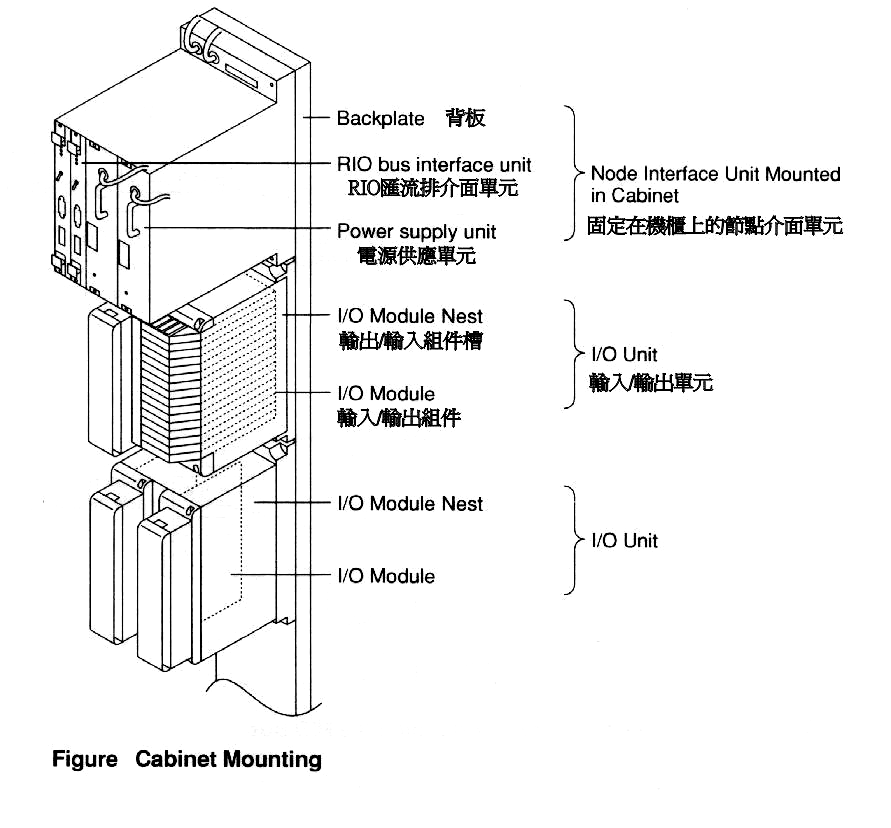 Backplate 背板
RIO bus interface unit
RIO匯流排介面單元
Power supply unit
電源供應單元
Node Interface Unit Mounted
in Cabinet
固定在機櫃上的節點介面單元
I/O Module Nest
輸出/輸入組件槽
I/O Module
輸入/輸出組件
I/O Unit
輸入/輸出單元
I/O Module Nest
I/O Module
I/O Unit
Figure Cabinet Mounting